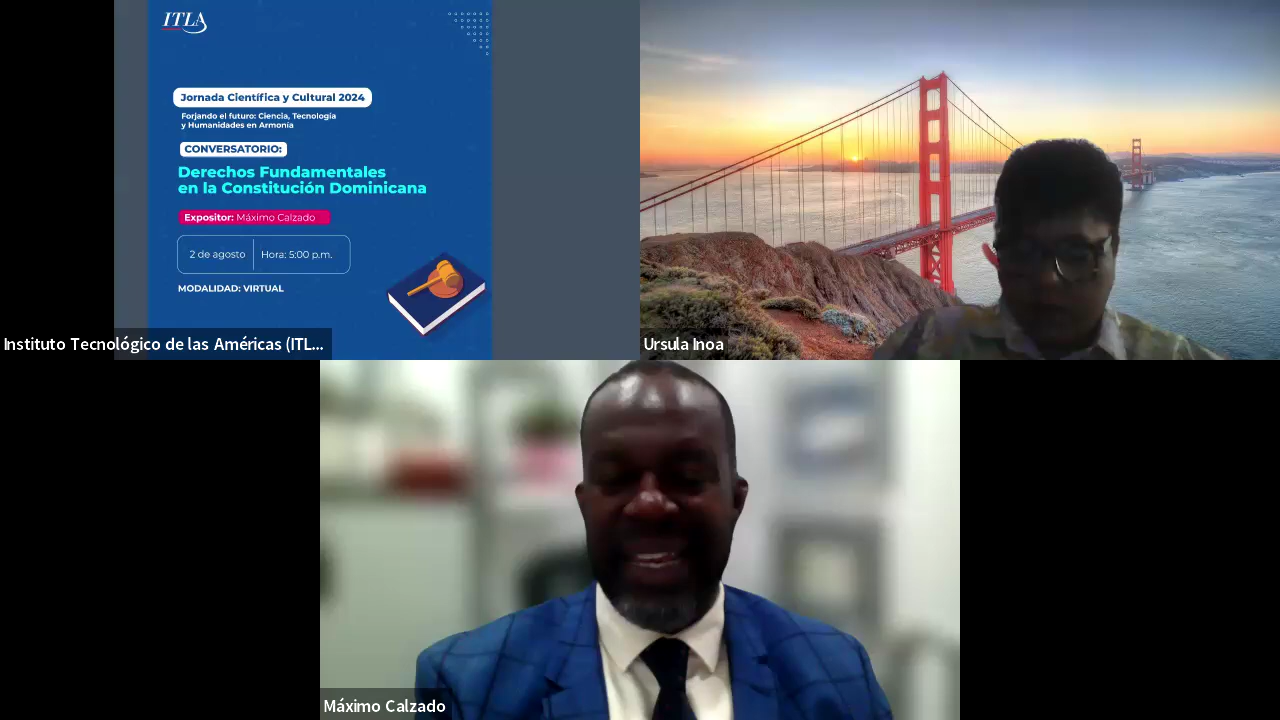 ITLA
Jornada Científica y Cultural 2024
Forjando el futuro: Ciencia, Tecnología
y Humanidades en Armonía
CONVERSATORIO:
Derechos Fundamentales
en la Constitución Dominicana
Expositor: Máximo Calzado
2 de agosto
Hora: 5:00 p.m.
MODALIDAD: VIRTUAL
Instituto Tecnológico de las Américas (ITL...
Ursula Inoa
Máximo Calzado